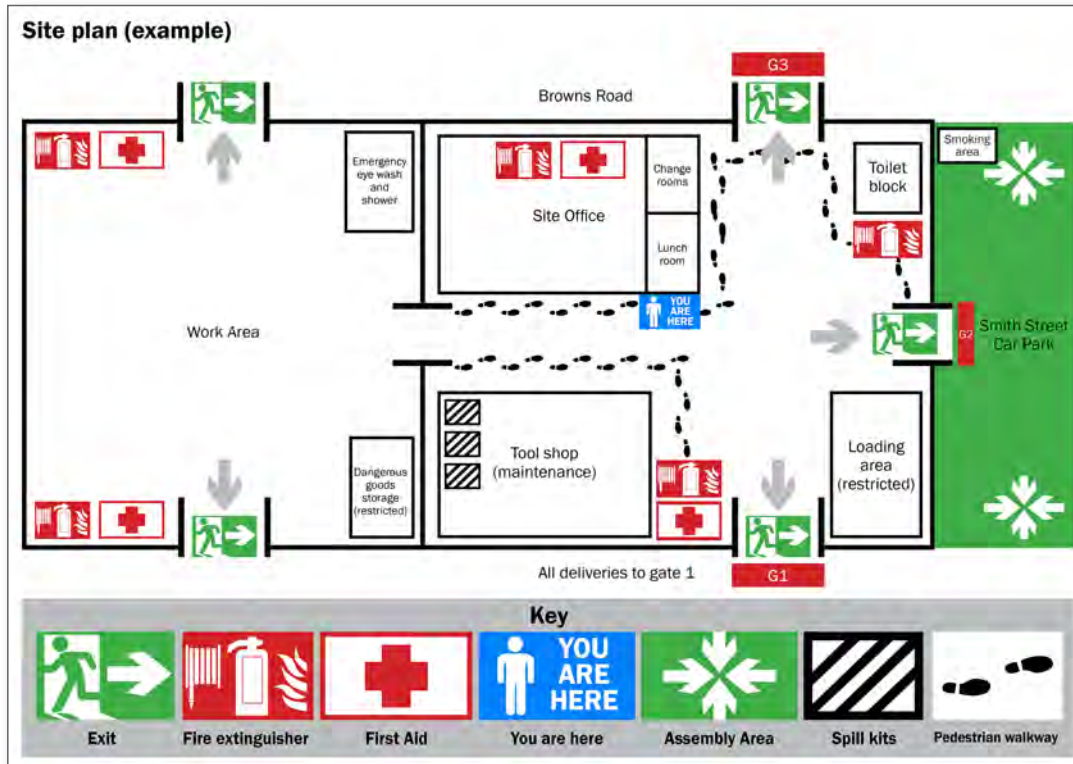 Site plan (example)
G3
Browns Road
Emergency
eye wash
and
shower
Change
rooms
Site Office
Lunch
room
Toilet
block
Smoking
area
YOU
ARE
HERE
Work Area
G2
Smith Street
Car Park
Dangerous
goods
storage
(restricted)
Tool shop
(maintenance)
Loading
area
(restricted)
All deliveries to gate 1
G1
Key
YOU
ARE
HERE
Exit
Fire extinguisher
First Aid
You are here
Assembly Area
Spill kits
Pedestrian walkway